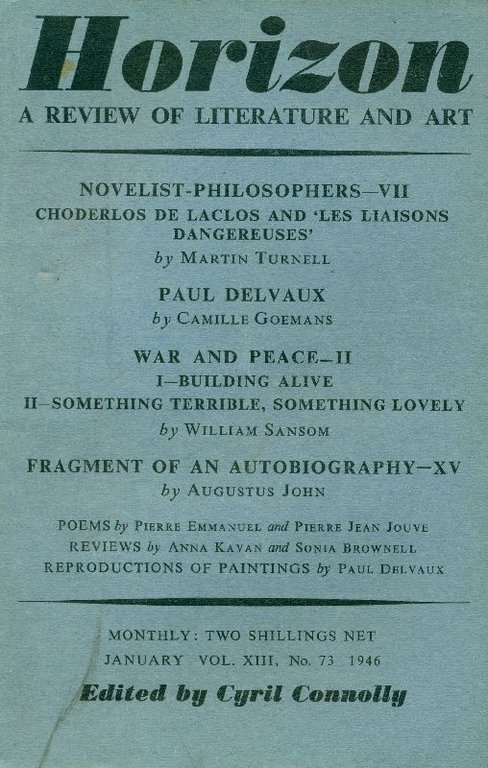 Horizon
A REVIEW OF LITERATURE AND ART
NOVELIST-PHILOSOPHERS—VII
CHODERLOS DE LACLOS AND ‘LES LIAISONS
DANGEREUSES’
by MARTIN TURNELL
PAUL DELVAUX
by CAMILLE GOEMANS
WAR AND PEACE—II
I—BUILDING ALIVE
II—SOMETHING TERRIBLE, SOMETHING LOVELY
by WILLIAM SANSOM
FRAGMENT OF AN AUTOBIOGRAPHY—XV
by AUGUSTUS JOHN
POEMS by PIERRE EMMANUEL and PIERRE JEAN JOUVE
REVIEWS by ANNA KAVAN and SONIA BROWNELL
REPRODUCTIONS OF PAINTINGS by PAUL DELVAUX
MONTHLY: TWO SHILLINGS NET
JANUARY VOL. XIII, No. 73 1946
Edited by Cyril Connolly